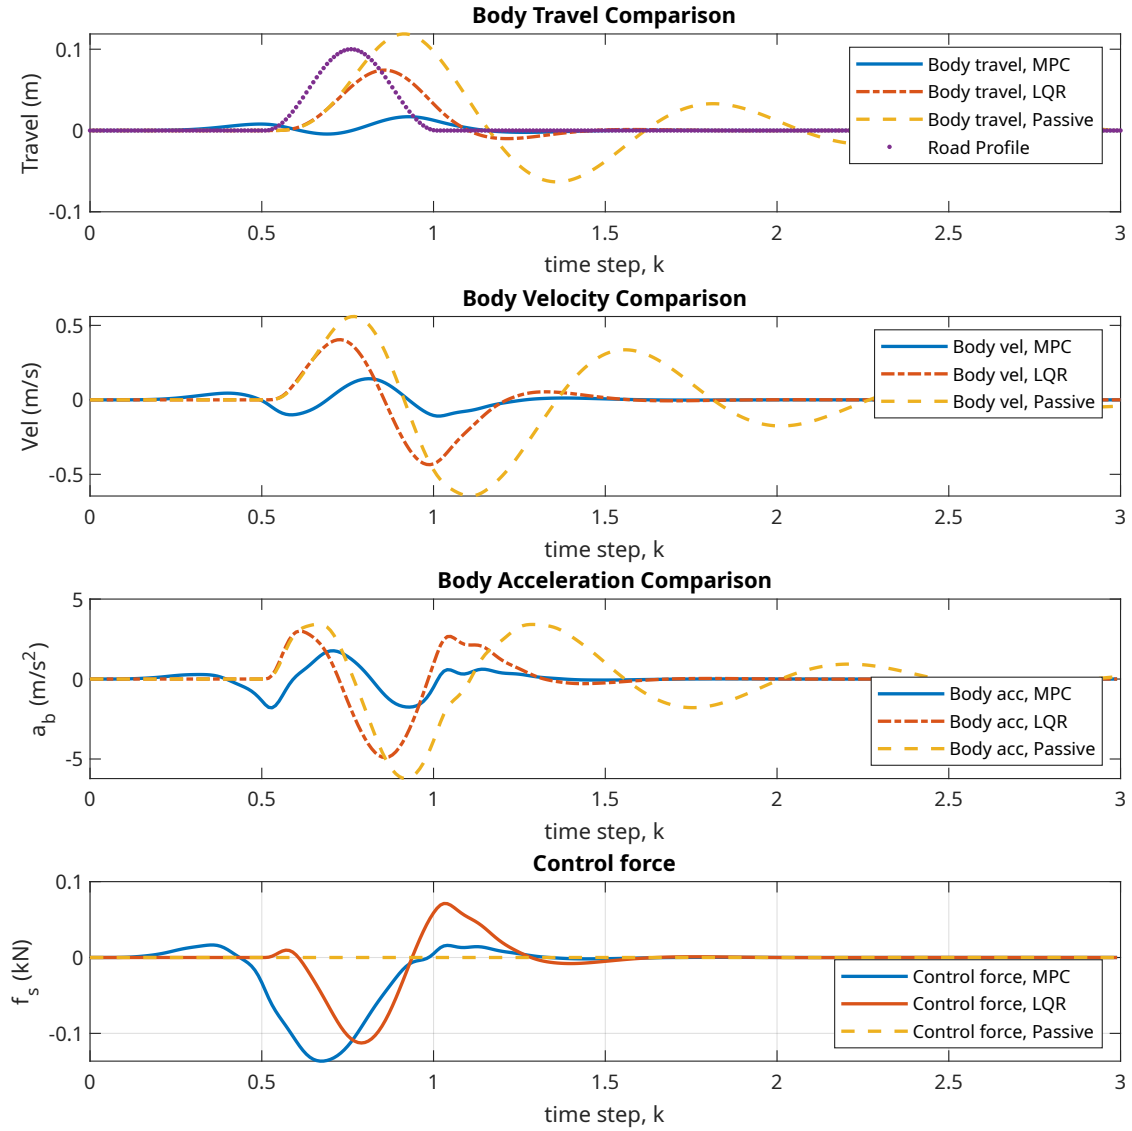 Body Travel Comparison
Travel (m)
0.1
0
-0.1
Body travel, MPC
Body travel, LQR
Body travel, Passive
Road Profile
0 0.5 1 1.5 2 2.5 3
time step, k
Body Velocity Comparison
Vel (m/s)
0.5
0
-0.5
Body vel, MPC
Body vel, LQR
Body vel, Passive
0 0.5 1 1.5 2 2.5 3
time step, k
Body Acceleration Comparison
a_b (m/s^2)
5
0
-5
Body acc, MPC
Body acc, LQR
Body acc, Passive
0 0.5 1 1.5 2 2.5 3
time step, k
Control force
f_s (kN)
0.1
0
-0.1
Control force, MPC
Control force, LQR
Control force, Passive
0 0.5 1 1.5 2 2.5 3
time step, k